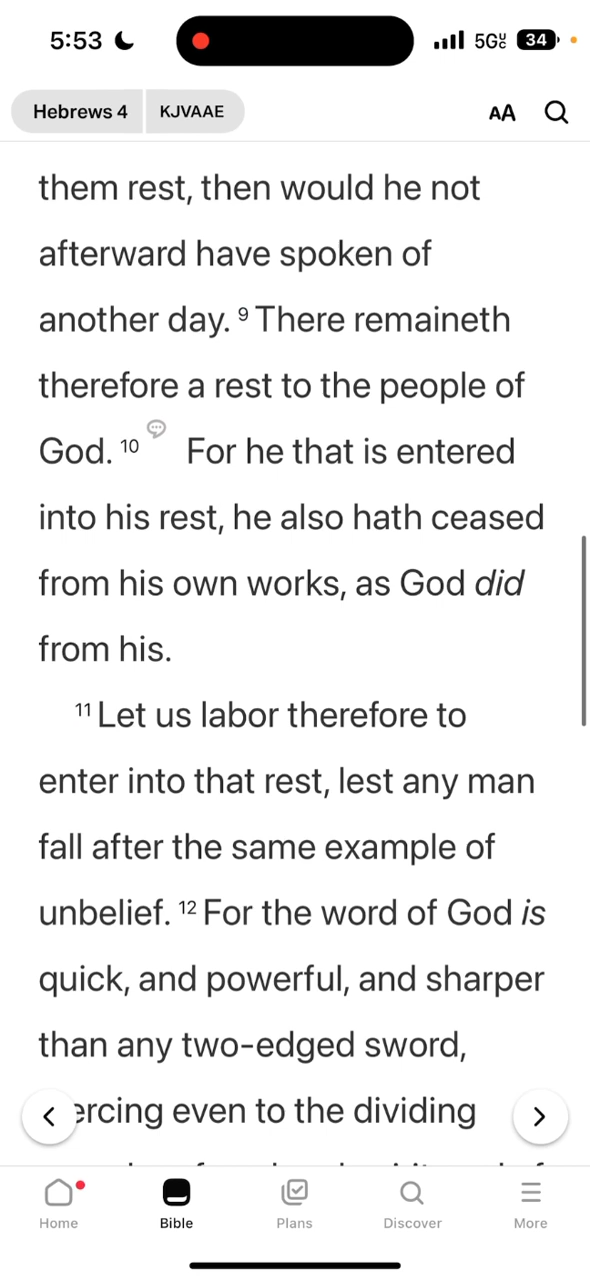 5:53
5GUC
34
Hebrews 4
KJVAAE
AA
them rest, then would he not
afterward have spoken of
another day. 9 There remaineth
therefore a rest to the people of
God. 10 For he that is entered
into his rest, he also hath ceased
from his own works, as God did
from his.
11 Let us labor therefore to
enter into that rest, lest any man
fall after the same example of
unbelief. 12 For the word of God is
quick, and powerful, and sharper
than any two-edged sword,
ercing even to the dividing
Home
Bible
Plans
Discover
More